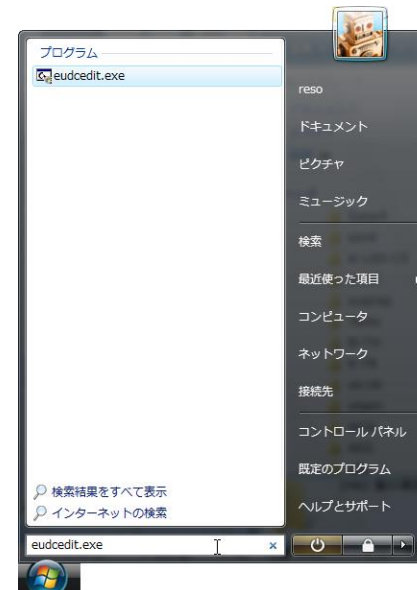 プログラム
eudcedit.exe
検索結果をすべて表示
インターネットの検索
eudcedit.exe
reso
ドキュメント
ピクチャ
ミュージック
検索
最近使った項目
コンピュータ
ネットワーク
接続先
コントロール パネル
既定のプログラム
ヘルプとサポート